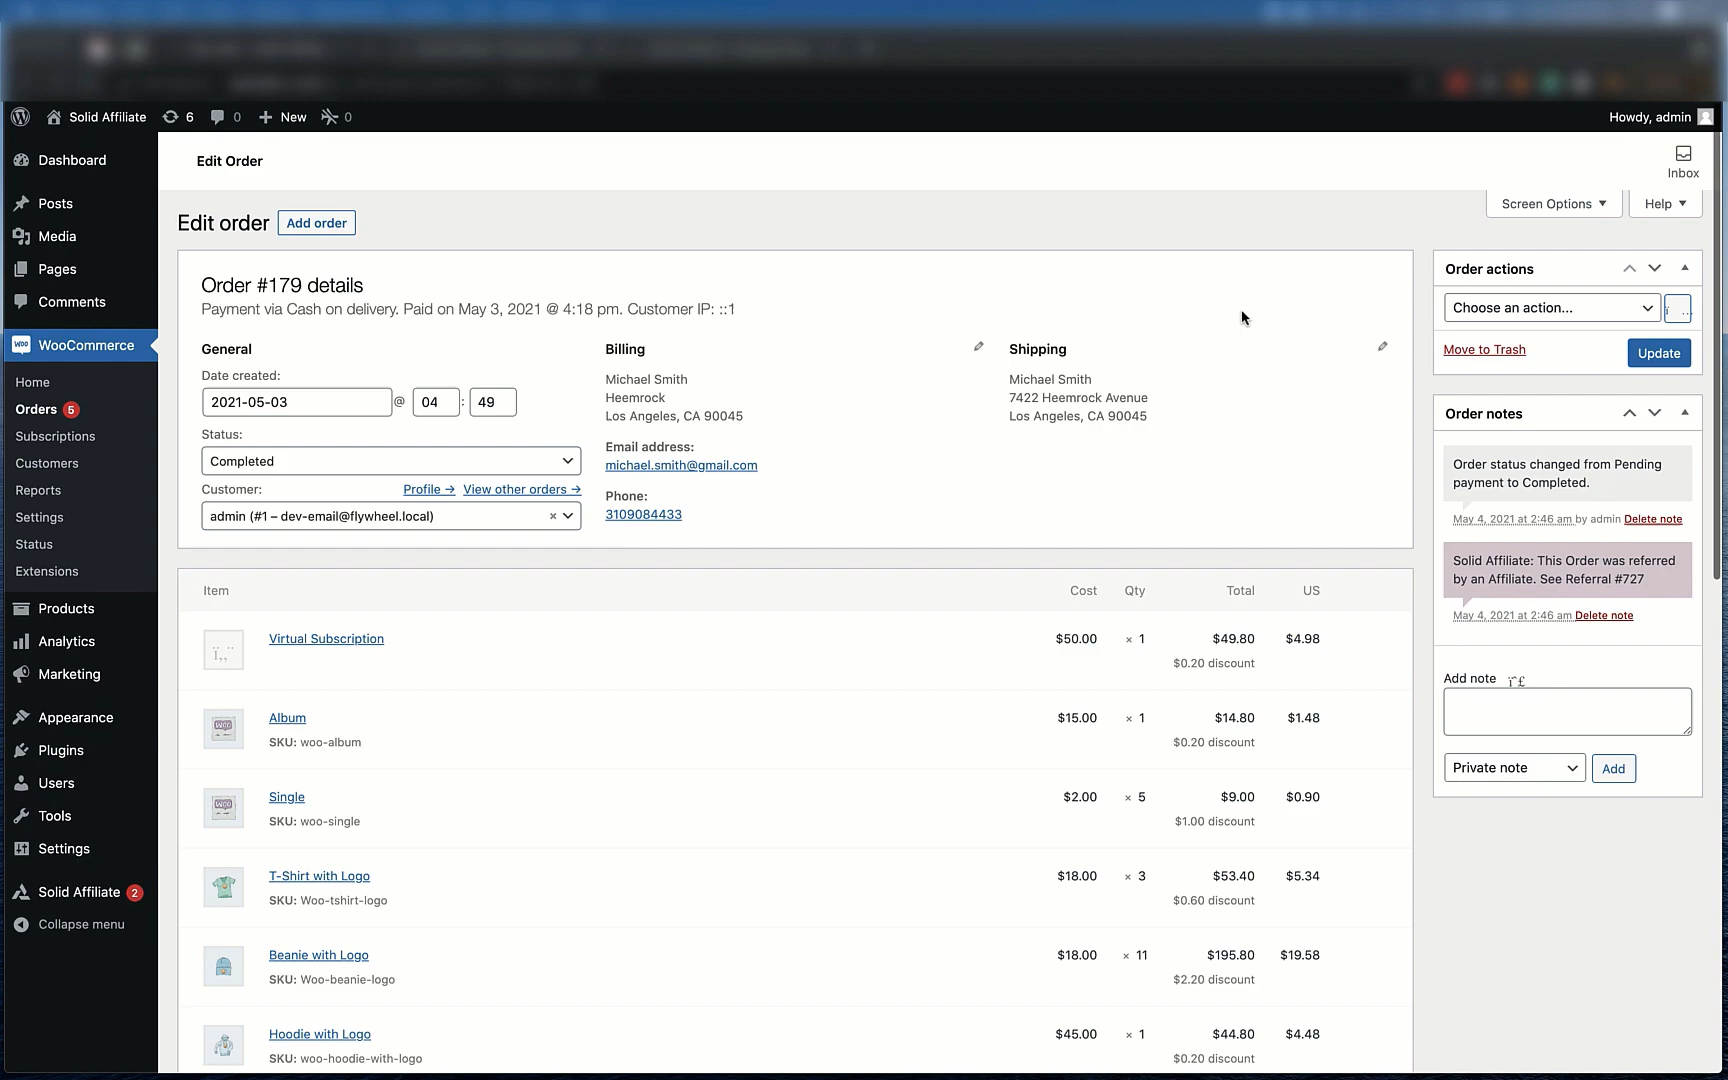 Solid Affiliate 6 0 New 0 Howdy, admin
Dashboard
Posts
Media
Pages
Comments
WooCommerce
Home
Orders 5
Subscriptions
Customers
Reports
Settings
Status
Extensions
Products
Analytics
Marketing
Appearance
Plugins
Users
Tools
Settings
Solid Affiliate 2
Collapse menu
Edit Order
Inbox
Screen Options ▼ Help ▼
Edit order Add order
Order #179 details
Payment via Cash on delivery. Paid on May 3, 2021 @ 4:18 pm. Customer IP: ::1
General
Date created:
2021-05-03 @ 04 : 49
Status:
Completed
Customer: Profile → View other orders →
admin (#1 – dev-email@flywheel.local) ×
Billing
Michael Smith
Heemrock
Los Angeles, CA 90045
Email address:
michael.smith@gmail.com
Phone:
3109084433
Shipping
Michael Smith
7422 Heemrock Avenue
Los Angeles, CA 90045
Item Cost Qty Total US
Virtual Subscription $50.00 × 1 $49.80 $4.98
$0.20 discount
Album $15.00 × 1 $14.80 $1.48
SKU: woo-album $0.20 discount
Single $2.00 × 5 $9.00 $0.90
SKU: woo-single $1.00 discount
T-Shirt with Logo $18.00 × 3 $53.40 $5.34
SKU: Woo-tshirt-logo $0.60 discount
Beanie with Logo $18.00 × 11 $195.80 $19.58
SKU: Woo-beanie-logo $2.20 discount
Hoodie with Logo $45.00 × 1 $44.80 $4.48
SKU: woo-hoodie-with-logo $0.20 discount
Order actions
Choose an action...
Move to Trash Update
Order notes
Order status changed from Pending
payment to Completed.
May 4, 2021 at 2:46 am by admin Delete note
Solid Affiliate: This Order was referred
by an Affiliate. See Referral #727
May 4, 2021 at 2:46 am Delete note
Add note
Private note Add